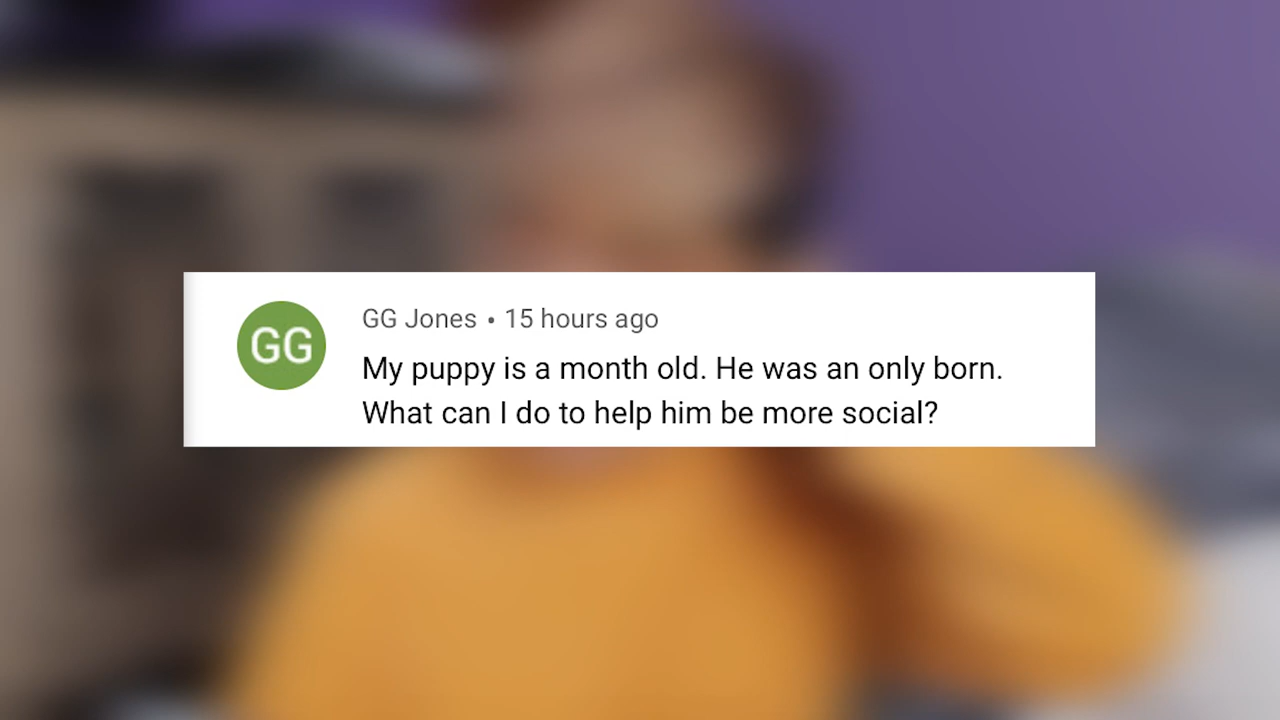 GG
GG Jones • 15 hours ago
My puppy is a month old. He was an only born.
What can I do to help him be more social?